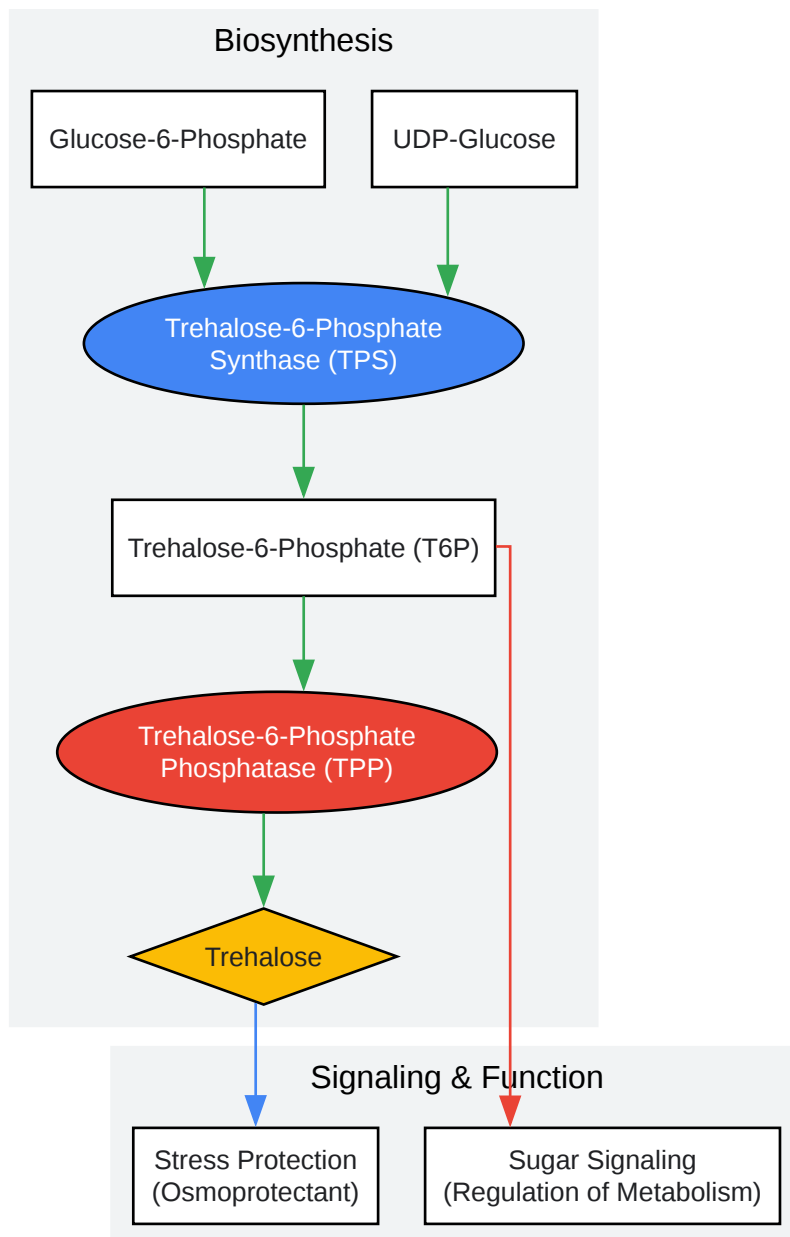 Biosynthesis
Glucose-6-Phosphate
UDP-Glucose
Trehalose-6-Phosphate
Synthase (TPS)
Trehalose-6-Phosphate (T6P)
Trehalose-6-Phosphate
Phosphatase (TPP)
Trehalose
Signaling & Function
Stress Protection
(Osmoprotectant)
Sugar Signaling
(Regulation of Metabolism)